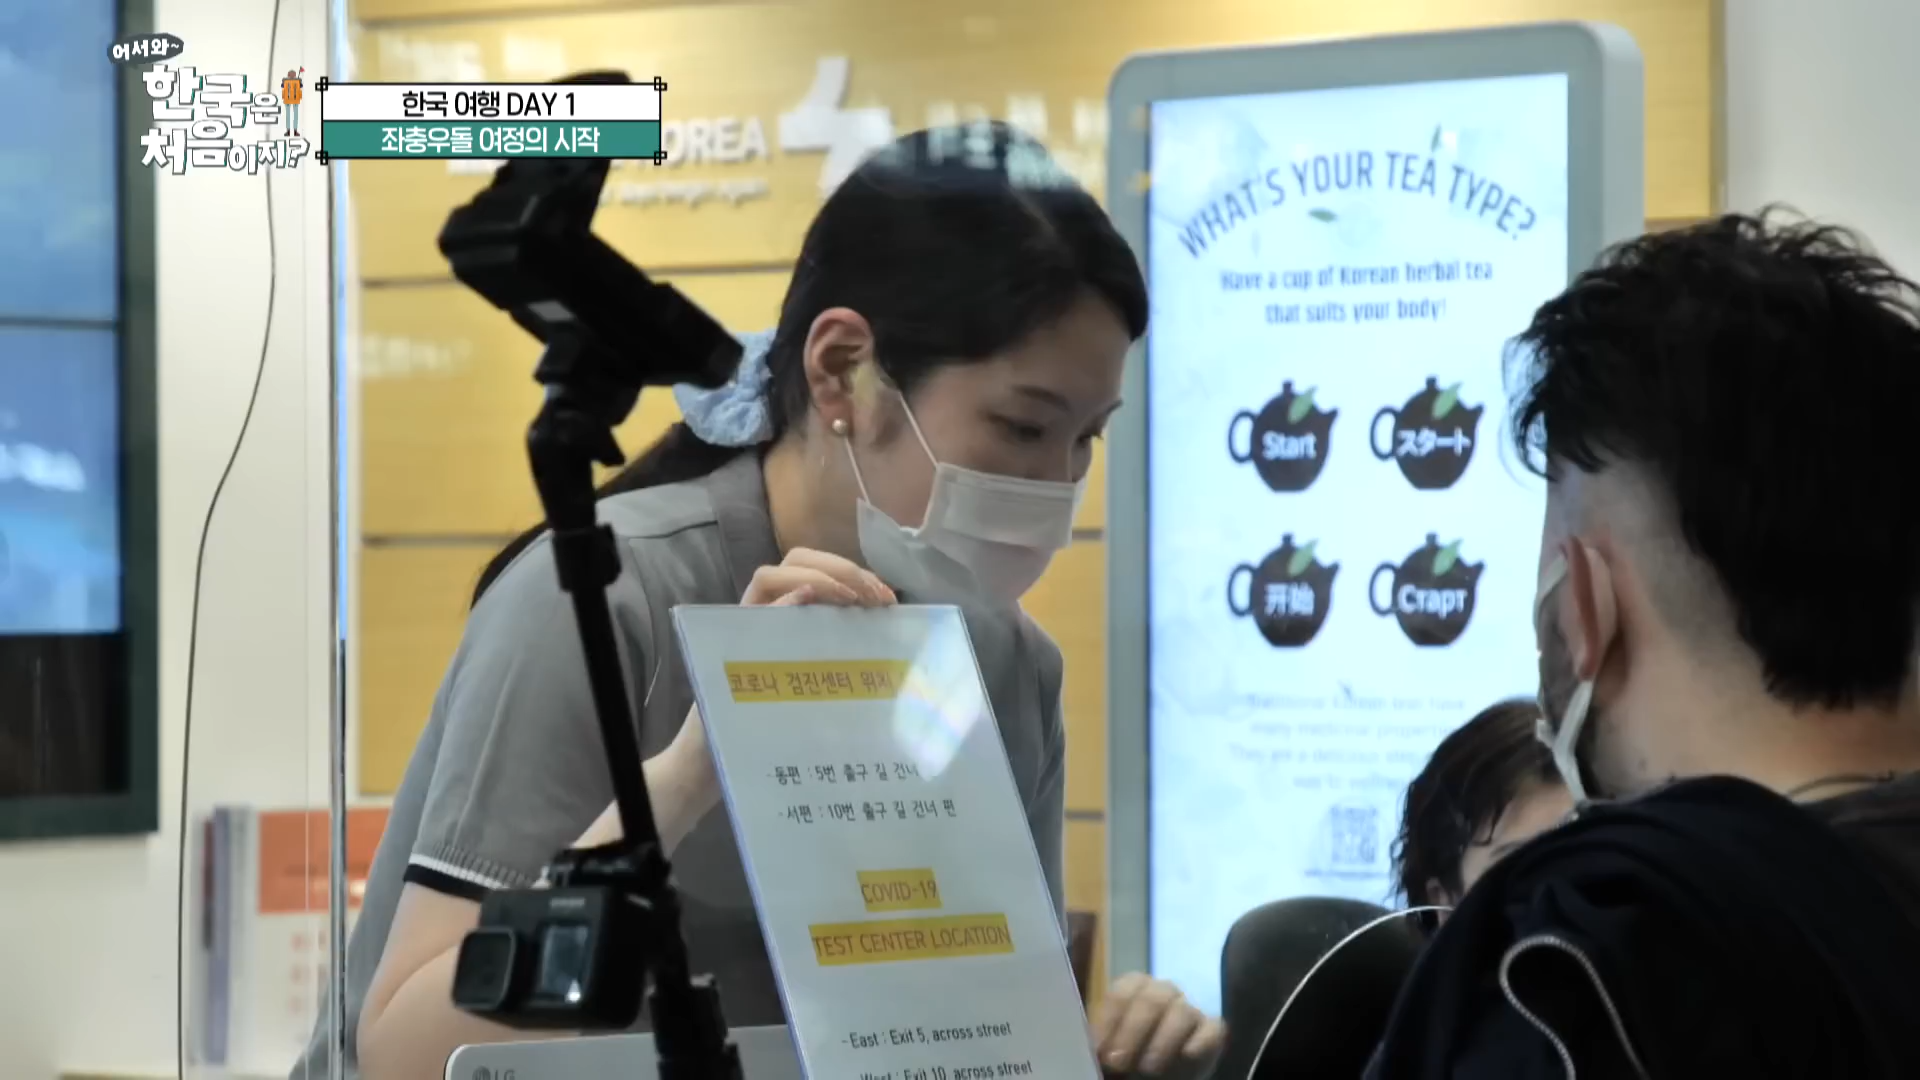 어서와~
한국은
처음이지?
한국 여행 DAY 1
좌충우돌 여정의 시작
KOREA
WHAT'S YOUR TEA TYPE?
Have a cup of Korean herbal tea
that suits your body!
Start
スタート
开始
Старт
코로나 검진센터 위치
-동편 : 5번 출구 길 건너
-서편 : 10번 출구 길 건너 편
COVID-19
TEST CENTER LOCATION
-East : Exit 5, across street
West : Exit 10, across street
LG